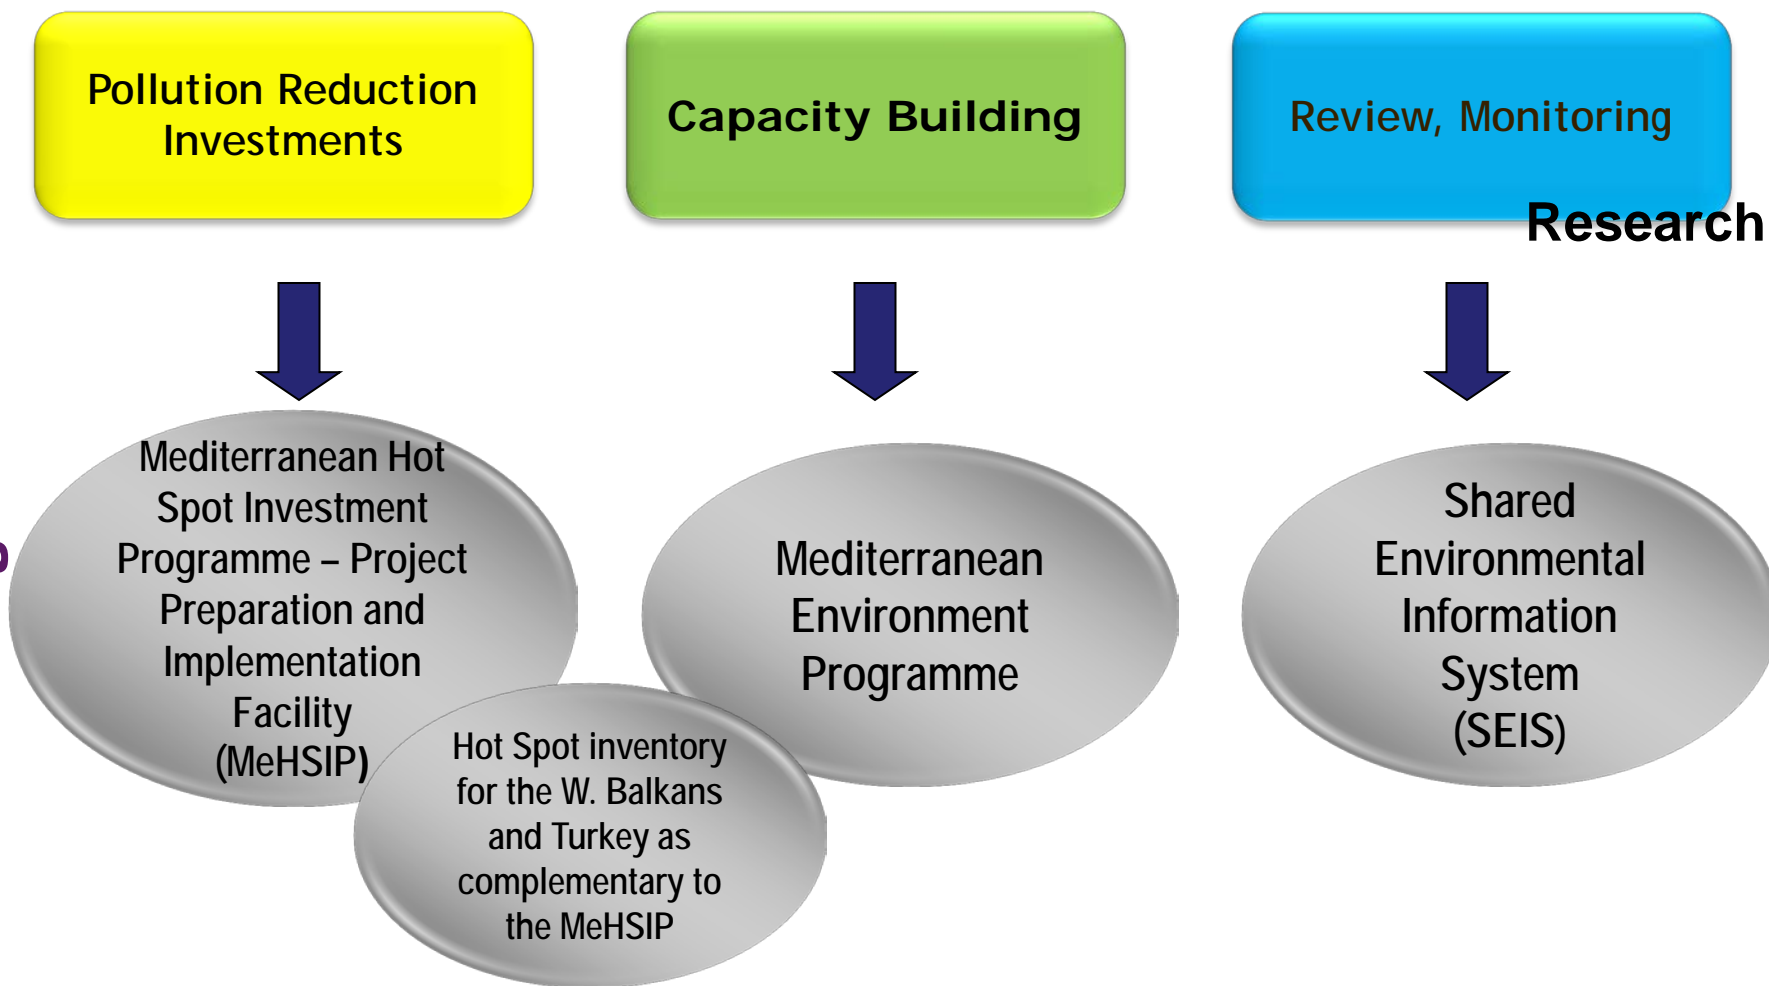 Pollution Reduction
Investments
Capacity Building
Review, Monitoring
Research
Mediterranean Hot
Spot Investment
Programme – Project
Preparation and
Implementation
Facility
(MeHSIP)
Mediterranean
Environment
Programme
Shared
Environmental
Information
System
(SEIS)
Hot Spot inventory
for the W. Balkans
and Turkey as
complementary to
the MeHSIP